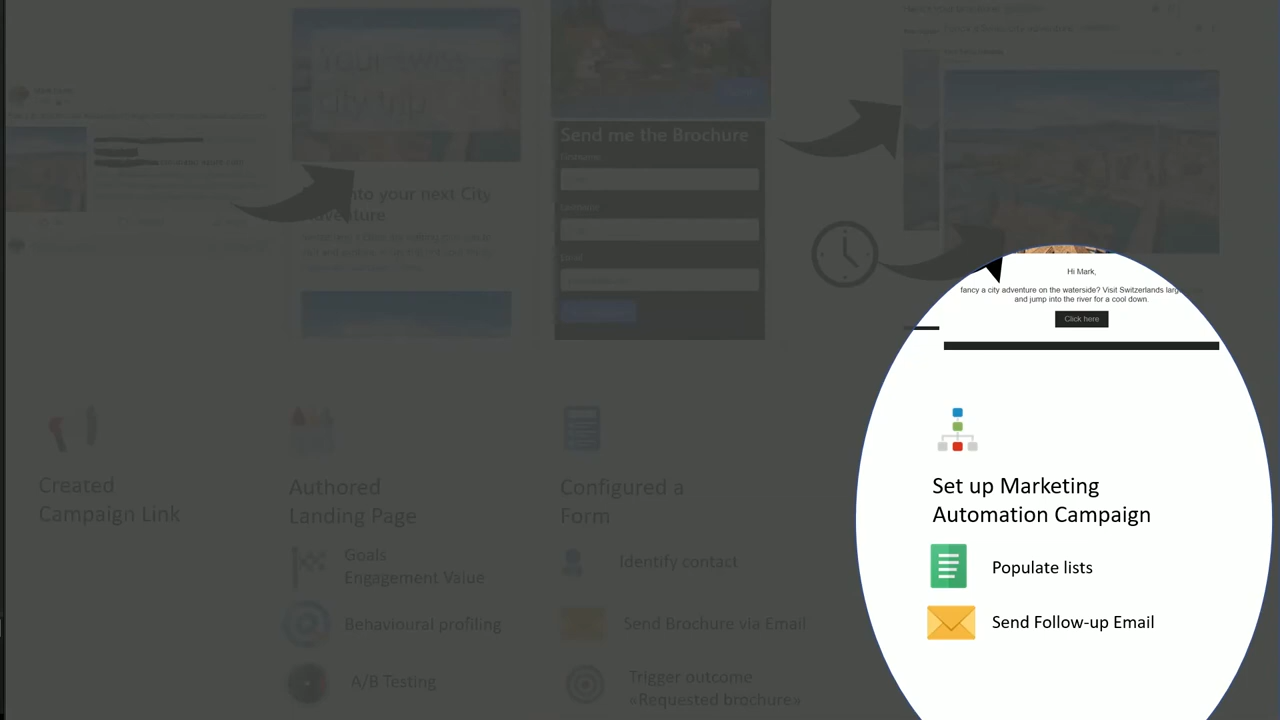 Your swiss
city trip
nto your next City
Adventure
Send me the Brochure
Hi Mark,
fancy a city adventure on the waterside? Visit Switzerlands
and jump into the river for a cool down.
Click here
Created
Campaign Link
Authored
Landing Page
Goals
Engagement Value
Behavioural profiling
A/B Testing
Configured a
Form
Identify contact
Send Brochure via Email
Trigger outcome
«Requested brochure»
Set up Marketing
Automation Campaign
Populate lists
Send Follow-up Email